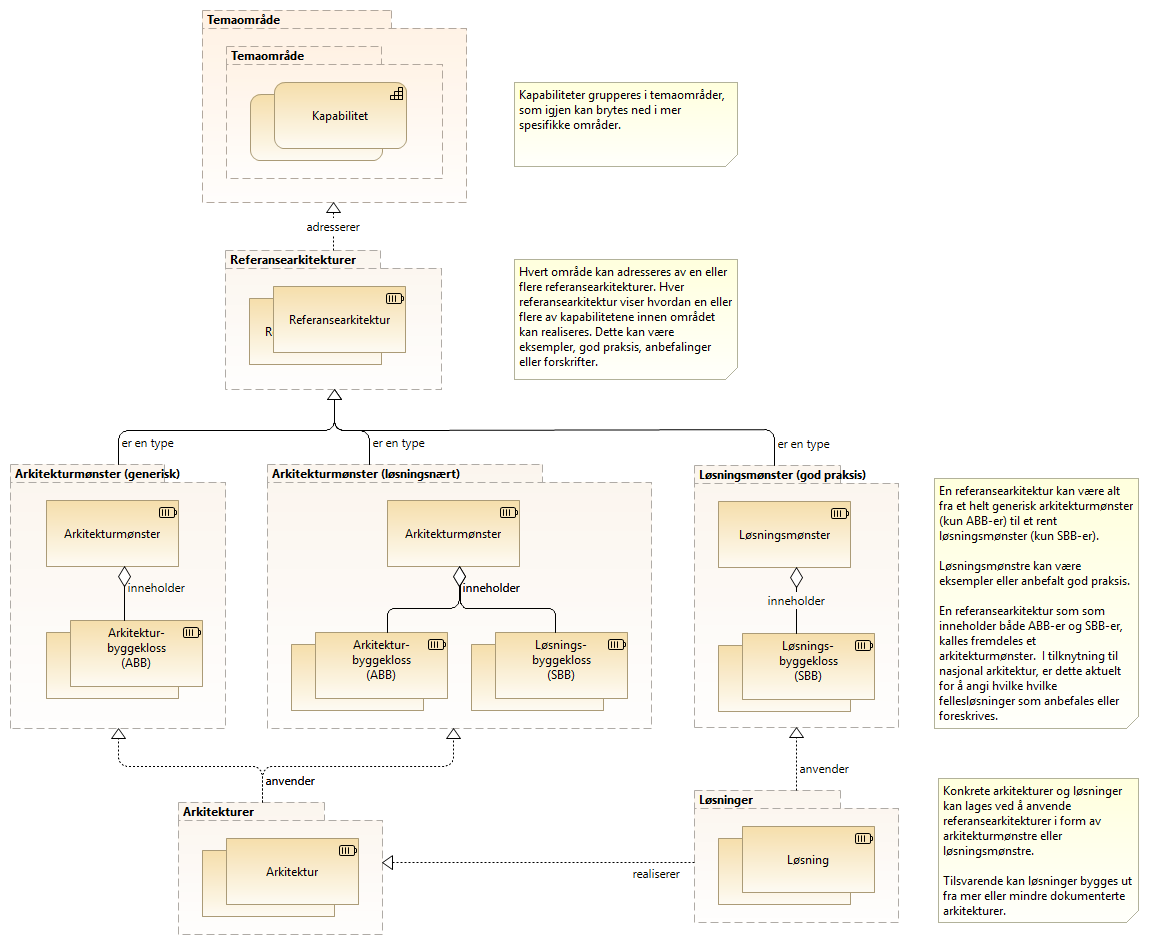 Temaområde
Temaområde
Kapabilitet
Kapabiliteter grupperes i temaområder,
som igjen kan brytes ned i mer
spesifikke områder.
adresserer
Referansearkitekturer
R
Referansearkitektur
Hvert område kan adresseres av en eller
flere referansearkitekturer. Hver
referansearkitektur viser hvordan en eller
flere av kapabilitetene innen området
kan realiseres. Dette kan være
eksempler, god praksis, anbefalinger
eller forskrifter.
er en type
er en type
er en type
Arkitekturmønster (generisk)
Arkitekturmønster
inneholder
Arkitektur-
byggekloss
(ABB)
Arkitekturmønster (løsningsnært)
Arkitekturmønster
inneholder
Arkitektur-
byggekloss
(ABB)
Løsnings-
byggekloss
(SBB)
Løsningsmønster (god praksis)
Løsningsmønster
inneholder
Løsnings-
byggekloss
(SBB)
En referansearkitektur kan være alt
fra et helt generisk arkitekturmønster
(kun ABB-er) til et rent
løsningsmønster (kun SBB-er).
Løsningsmønstre kan være
eksempler eller anbefalt god praksis.
En referansearkitektur som som
inneholder både ABB-er og SBB-er,
kalles fremdeles et
arkitekturmønster.  I tilknytning til
nasjonal arkitektur, er dette aktuelt
for å angi hvilke hvilke
fellesløsninger som anbefales eller
foreskrives.
anvender
anvender
Arkitekturer
Arkitektur
realiserer
Løsninger
Løsning
Konkrete arkitekturer og løsninger
kan lages ved å anvende
referansearkitekturer i form av
arkitekturmønstre eller
løsningsmønstre.
Tilsvarende kan løsninger bygges ut
fra mer eller mindre dokumenterte
arkitekturer.